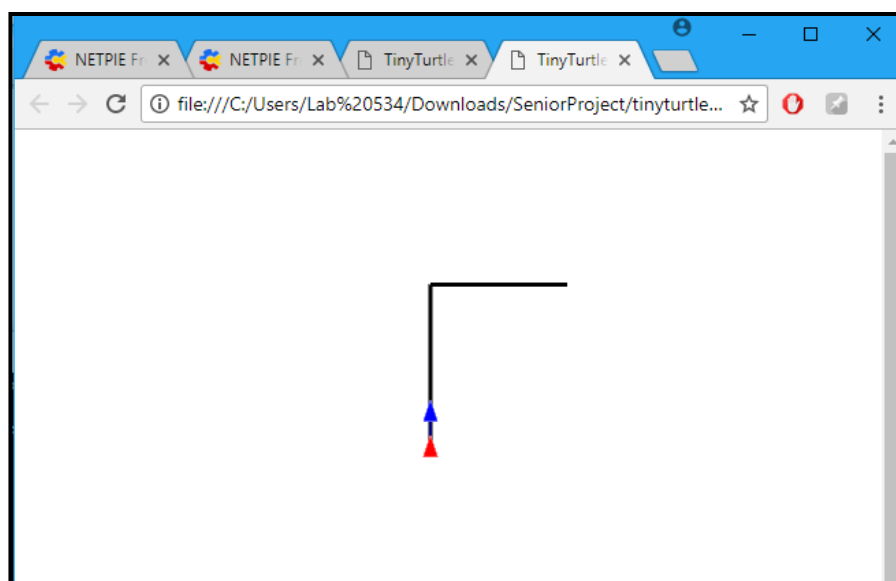 NETPIE Fr
NETPIE Fr
TinyTurtle
TinyTurtle
file:///C:/Users/Lab%20534/Downloads/SeniorProject/tinyturtle...